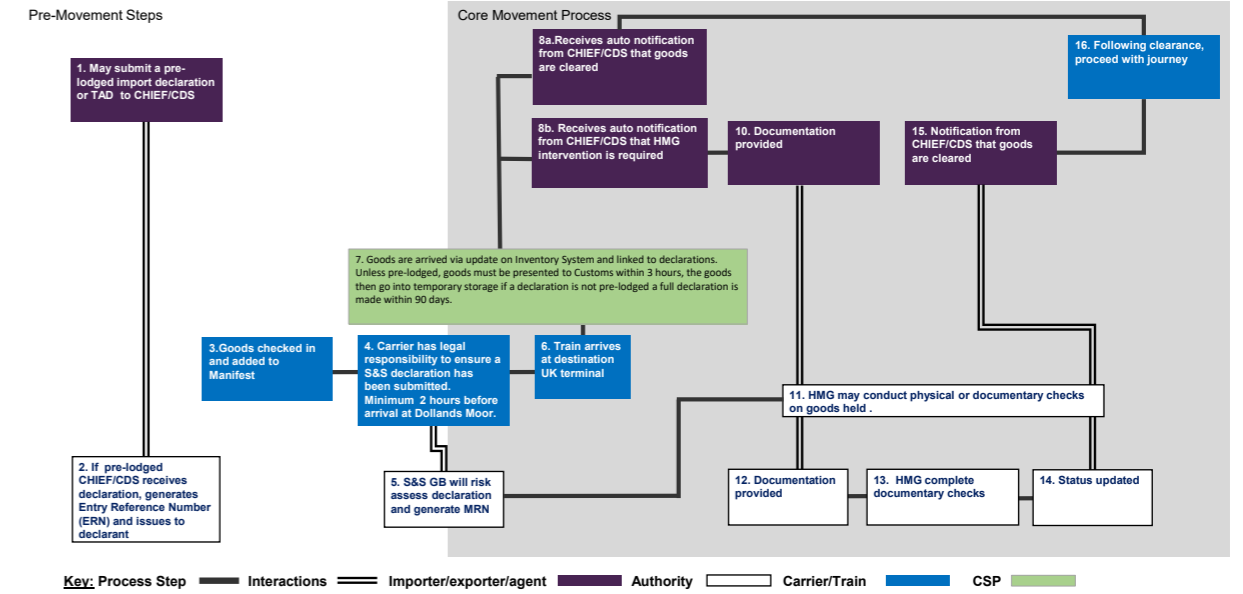 Pre-Movement Steps
Core Movement Process
1. May submit a pre-
lodged import declaration
or TAD to CHIEF/CDS
8a.Receives auto notification
from CHIEF/CDS that goods
are cleared
16. Following clearance,
proceed with journey
8b. Receives auto notification
from CHIEF/CDS that HMG
intervention is required
10. Documentation
provided
15. Notification from
CHIEF/CDS that goods
are cleared
7. Goods are arrived via update on Inventory System and linked to declarations.
Unless pre-lodged, goods must be presented to Customs within 3 hours, the goods
then go into temporary storage if a declaration is not pre-lodged a full declaration is
made within 90 days.
3.Goods checked in
and added to
Manifest
4. Carrier has legal
responsibility to ensure a
S&S declaration has
been submitted.
Minimum 2 hours before
arrival at Dollands Moor.
6. Train arrives
at destination
UK terminal
11. HMG may conduct physical or documentary checks
on goods held .
2. If pre-lodged
CHIEF/CDS receives
declaration, generates
Entry Reference Number
(ERN) and issues to
declarant
5. S&S GB will risk
assess declaration
and generate MRN
12. Documentation
provided
13. HMG complete
documentary checks
14. Status updated
Key: Process Step Interactions Importer/exporter/agent Authority Carrier/Train CSP